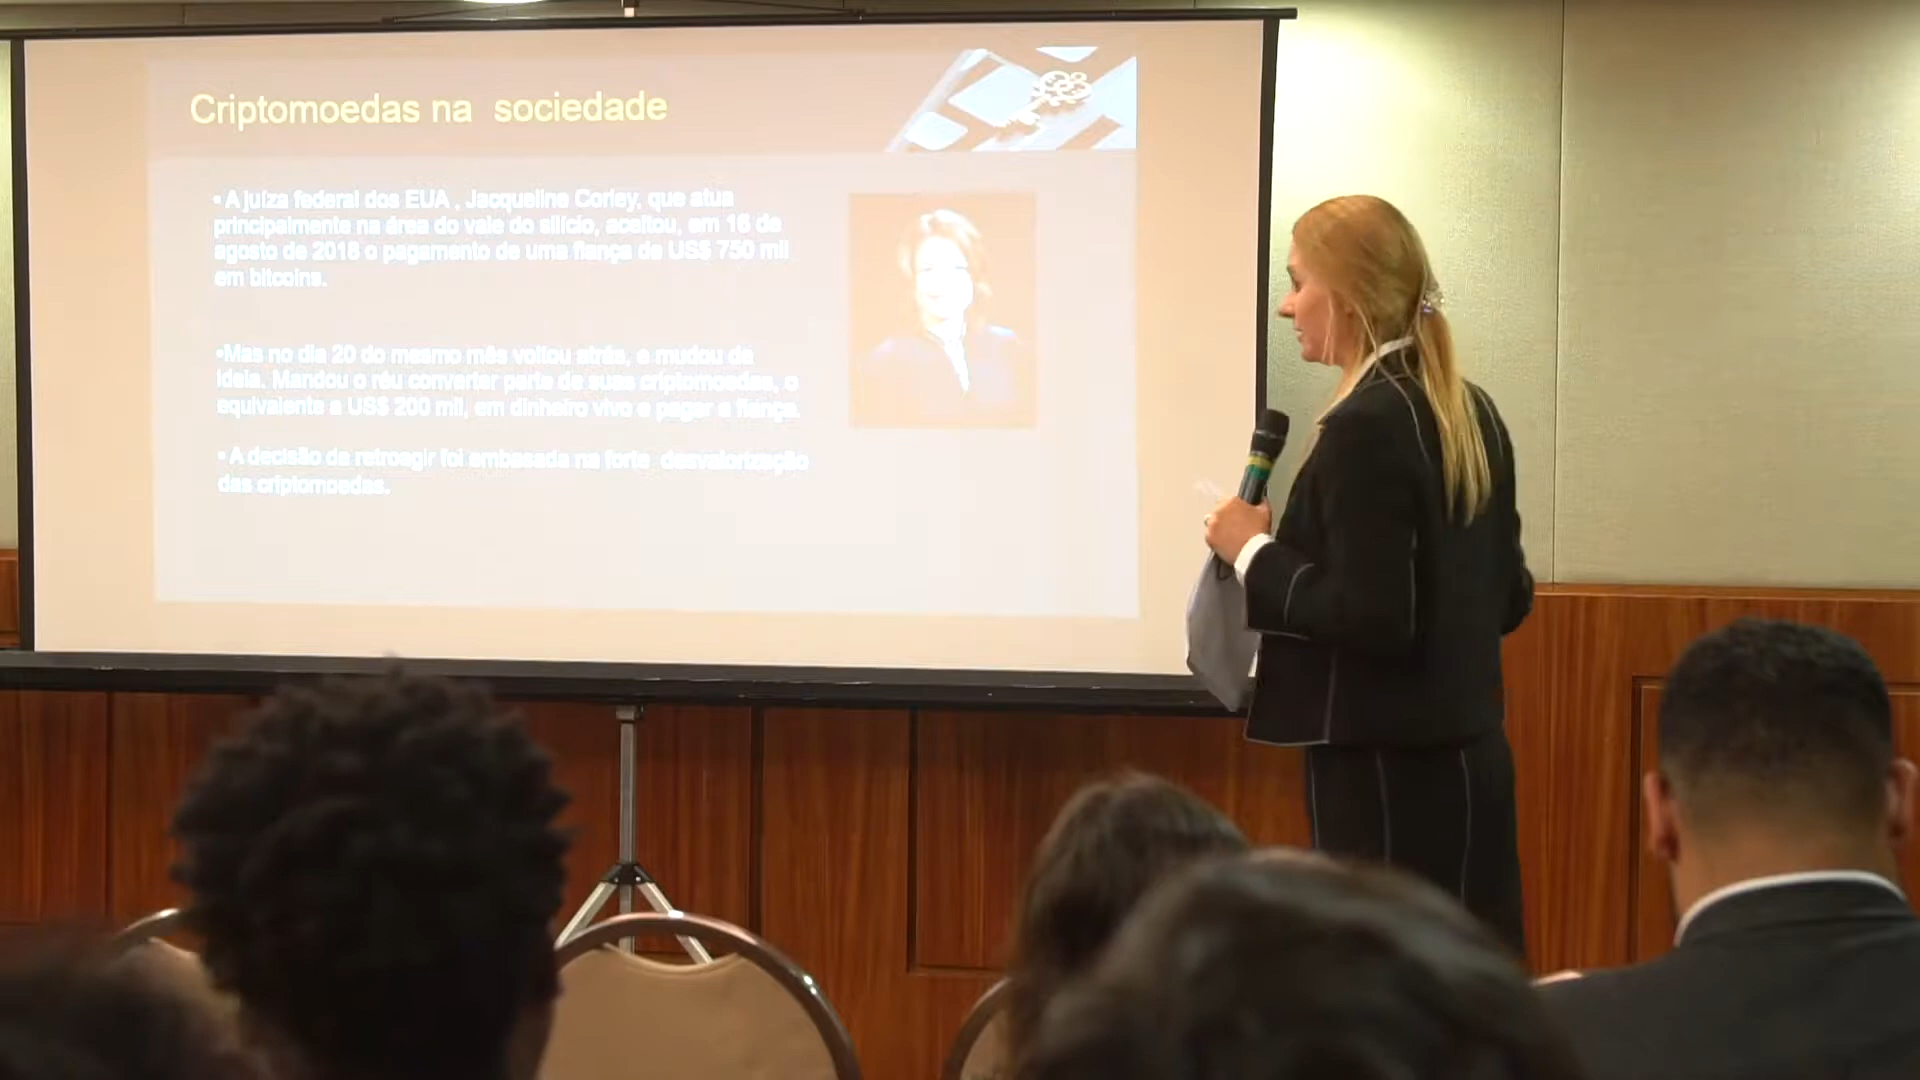 Criptomoedas na sociedade
• A juíza federal dos EUA , Jacqueline Corley, que atua
principalmente na área do vale do silício, aceitou, em 16 de
agosto de 2018 o pagamento de uma fiança de US$ 750 mil
em bitcoins.
•Mas no dia 20 do mesmo mês voltou atrás, e mudou de
ideia. Mandou o réu converter parte de suas criptomoedas, o
equivalente a US$ 200 mil, em dinheiro vivo e pagar a fiança.
• A decisão de retroagir foi embasada na forte desvalorização
das criptomoedas.